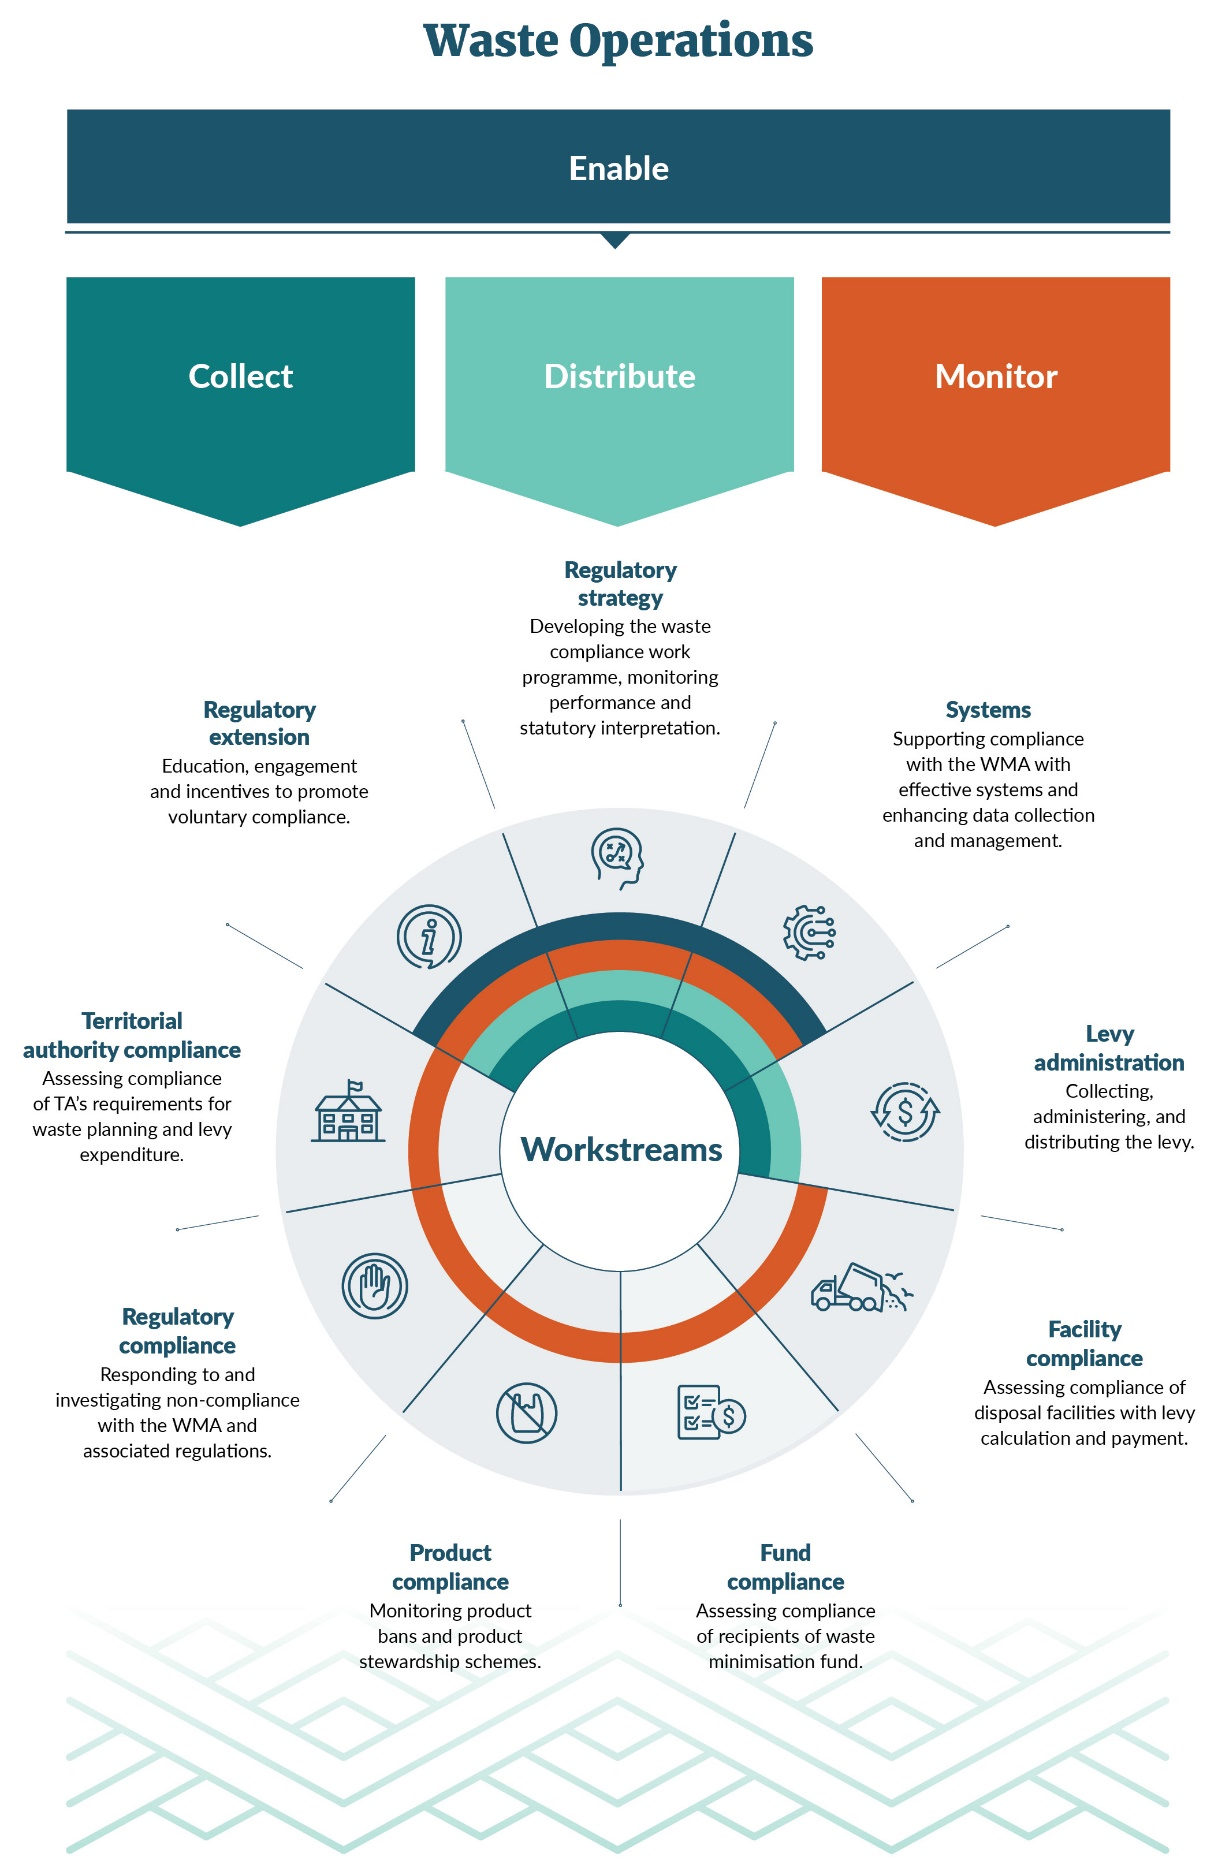 Waste Operations
Enable
Collect
Distribute
Monitor
Regulatory
strategy
Developing the waste
compliance work
programme, monitoring
performance and
statutory interpretation.
Regulatory
extension
Education, engagement
and incentives to promote
voluntary compliance.
Systems
Supporting compliance
with the WMA with
effective systems and
enhancing data collection
and management.
Territorial
authority compliance
Assessing compliance
of TA's requirements for
waste planning and levy
expenditure.
Levy
administration
Collecting,
administering, and
distributing the levy.
Workstreams
Regulatory
compliance
Responding to and
investigating non-compliance
with the WMA and
associated regulations.
Facility
compliance
Assessing compliance of
disposal facilities with levy
calculation and payment.
Product
compliance
Monitoring product
bans and product
stewardship schemes.
Fund
compliance
Assessing compliance
of recipients of waste
minimisation fund.